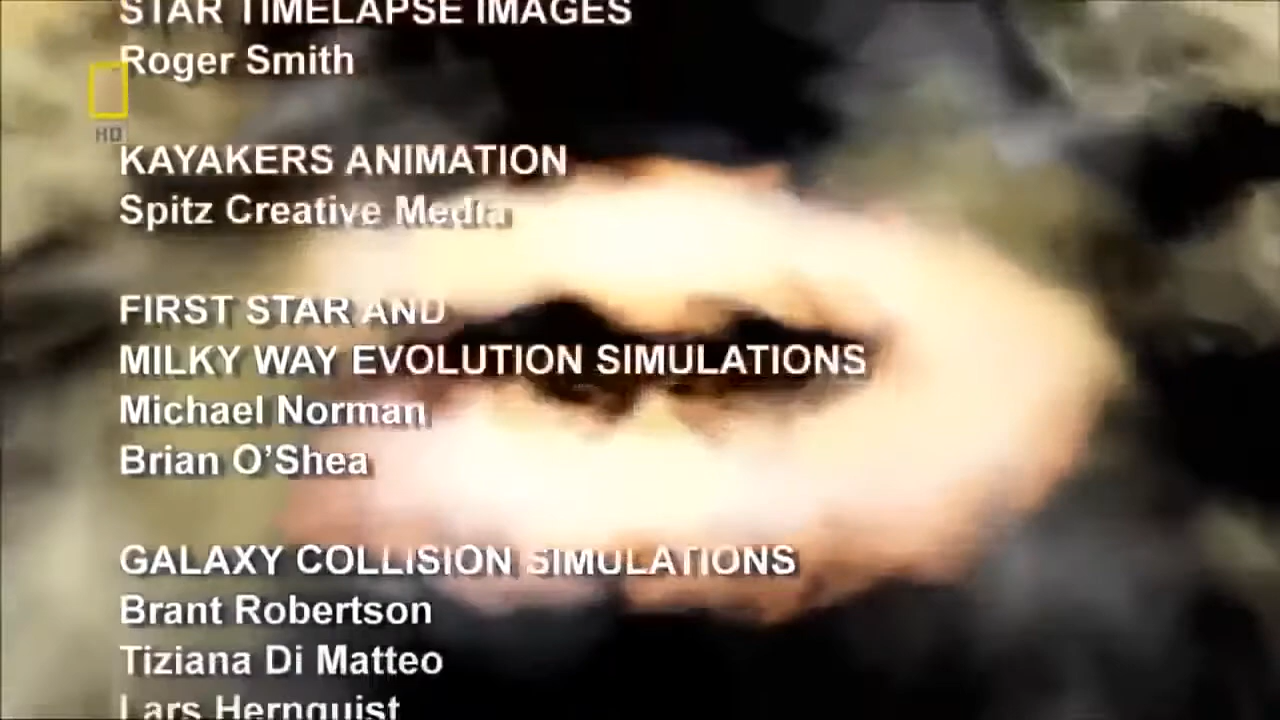 STAR TIMELAPSE IMAGES
Roger Smith
HD
KAYAKERS ANIMATION
Spitz Creative Media
FIRST STAR AND
MILKY WAY EVOLUTION SIMULATIONS
Michael Norman
Brian O’Shea
GALAXY COLLISION SIMULATIONS
Brant Robertson
Tiziana Di Matteo
Lars Hernquist